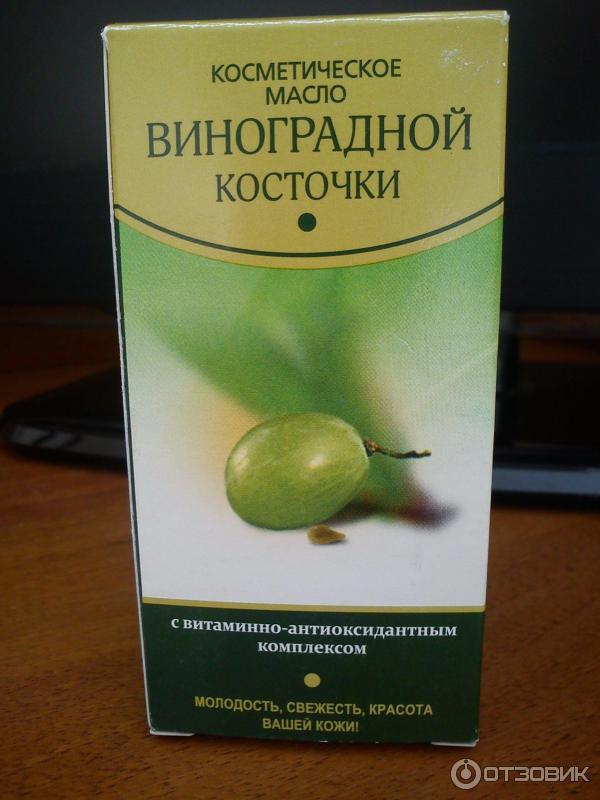 КОСМЕТИЧЕСКОЕ
МАСЛО
ВИНОГРАДНОЙ
КОСТОЧКИ
с витаминно-антиоксидантным
комплексом
МОЛОДОСТЬ, СВЕЖЕСТЬ, КРАСОТА
ВАШЕЙ КОЖИ!
ОТЗОВИК